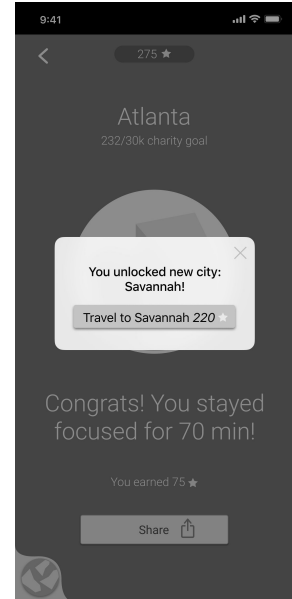 9:41
275 ★
Atlanta
232/30k charity goal
You unlocked new city:
Savannah!
Travel to Savannah 220 ★
Congrats! You stayed
focused for 70 min!
You earned 75 ★
Share